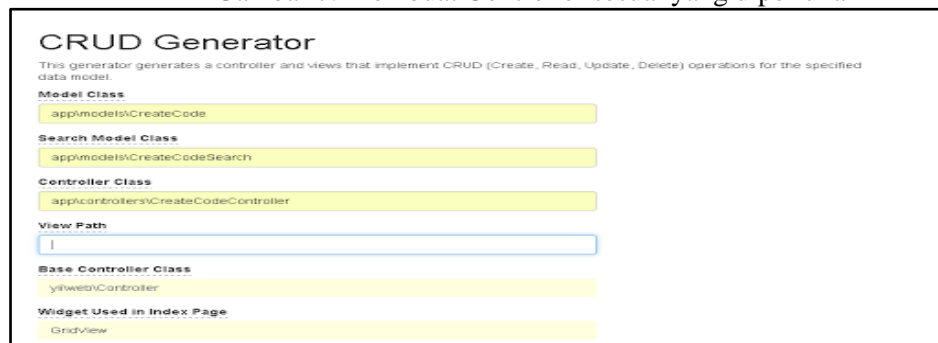 CRUD Generator
This generator generates a controller and views that implement CRUD (Create, Read, Update, Delete) operations for the specified
data model.
Model Class
app\models\CreateCode
Search Model Class
app\models\CreateCodeSearch
Controller Class
app\controllers\CreateCodeController
View Path
Base Controller Class
yii\web\Controller
Widget Used in Index Page
GridView